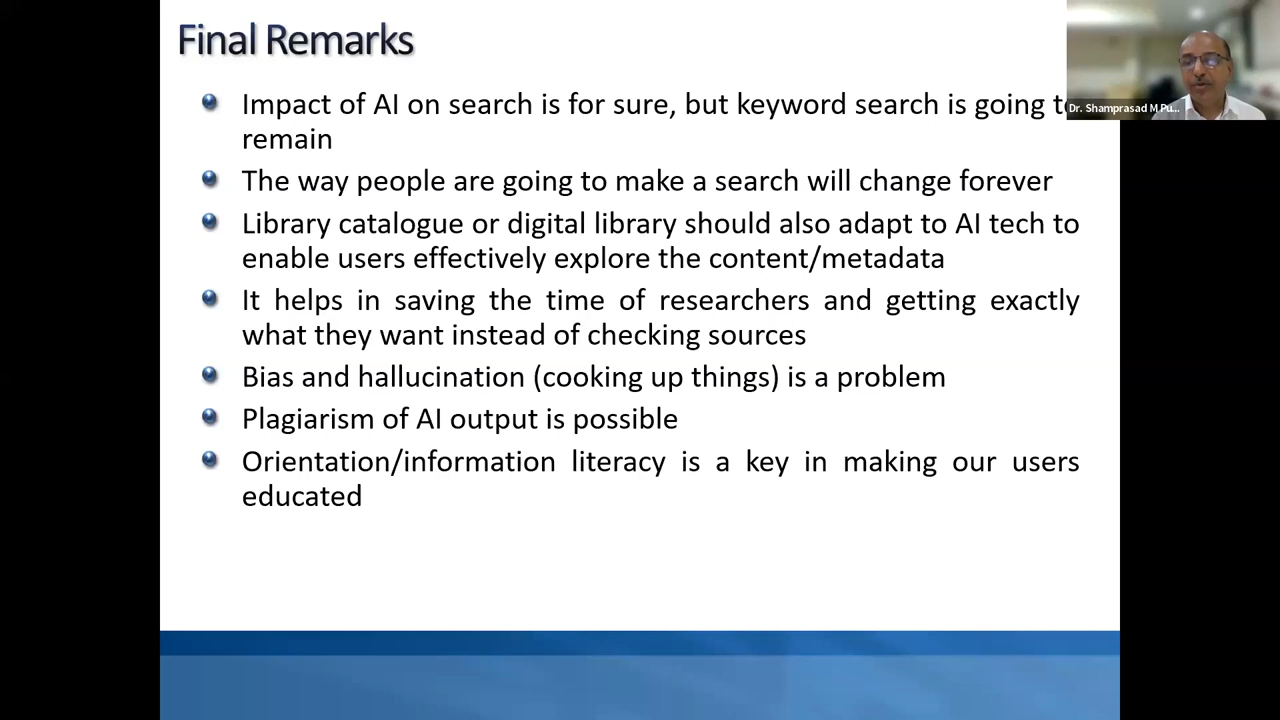 Final Remarks
Impact of AI on search is for sure, but keyword search is going t
remain
The way people are going to make a search will change forever
Library catalogue or digital library should also adapt to AI tech to
enable users effectively explore the content/metadata
It helps in saving the time of researchers and getting exactly
what they want instead of checking sources
Bias and hallucination (cooking up things) is a problem
Plagiarism of AI output is possible
Orientation/information literacy is a key in making our users
educated
Dr. Shamprasad M Pu...